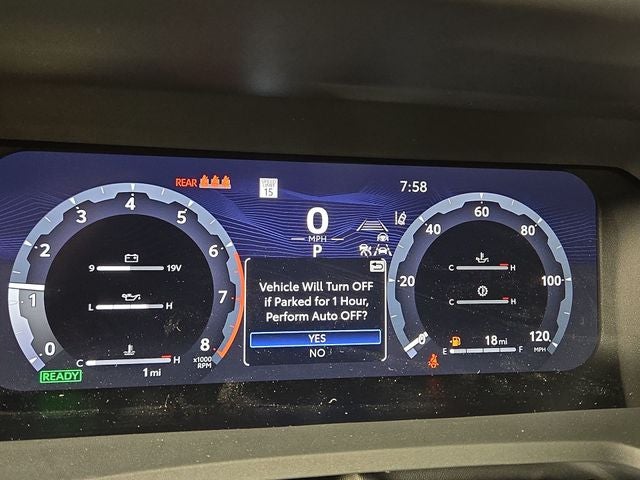 REAR
15
7:58
0
MPH
P
0
1
2
3
4
5
6
7
8
x1000
RPM
9
19V
L
H
C
H
READY
1 mi
Vehicle Will Turn OFF
if Parked for 1 Hour,
Perform Auto OFF?
YES
NO
0
20
40
60
80
100
120
MPH
C
H
C
H
18 mi
E
F